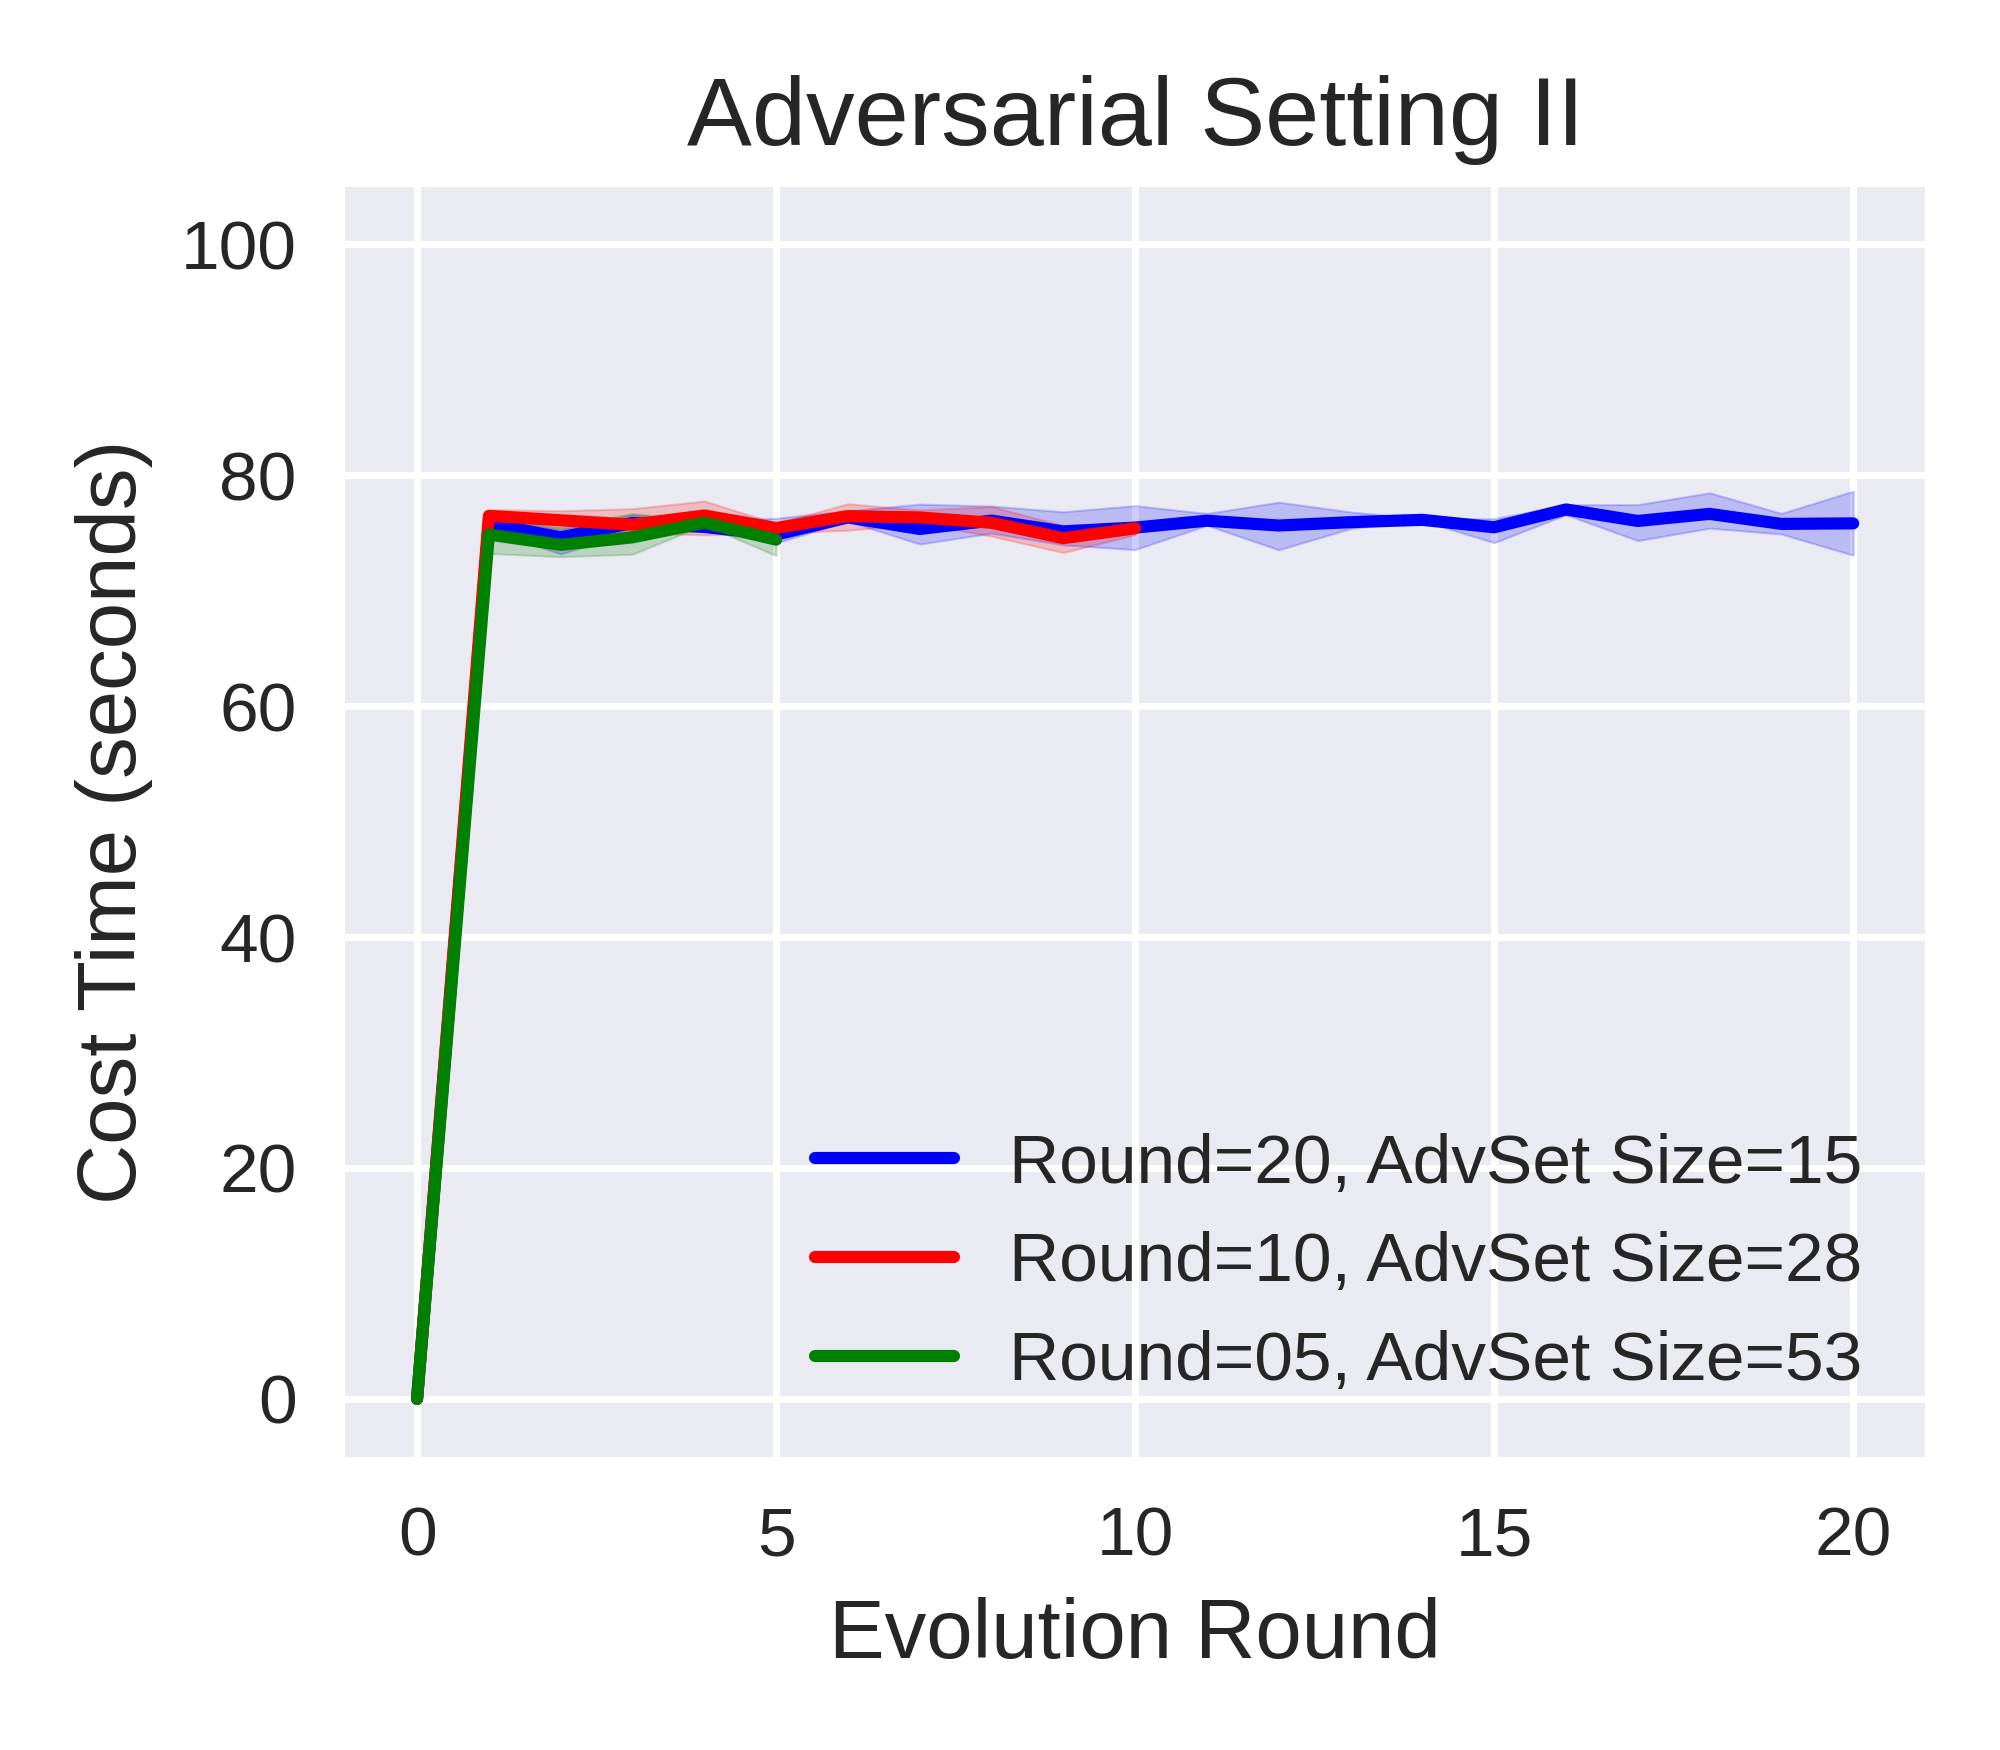 Adversarial Setting II
100
80
60
40
20
0
Cost Time (seconds)
Round=20, AdvSet Size=15
Round=10, AdvSet Size=28
Round=05, AdvSet Size=53
0 5 10 15 20
Evolution Round